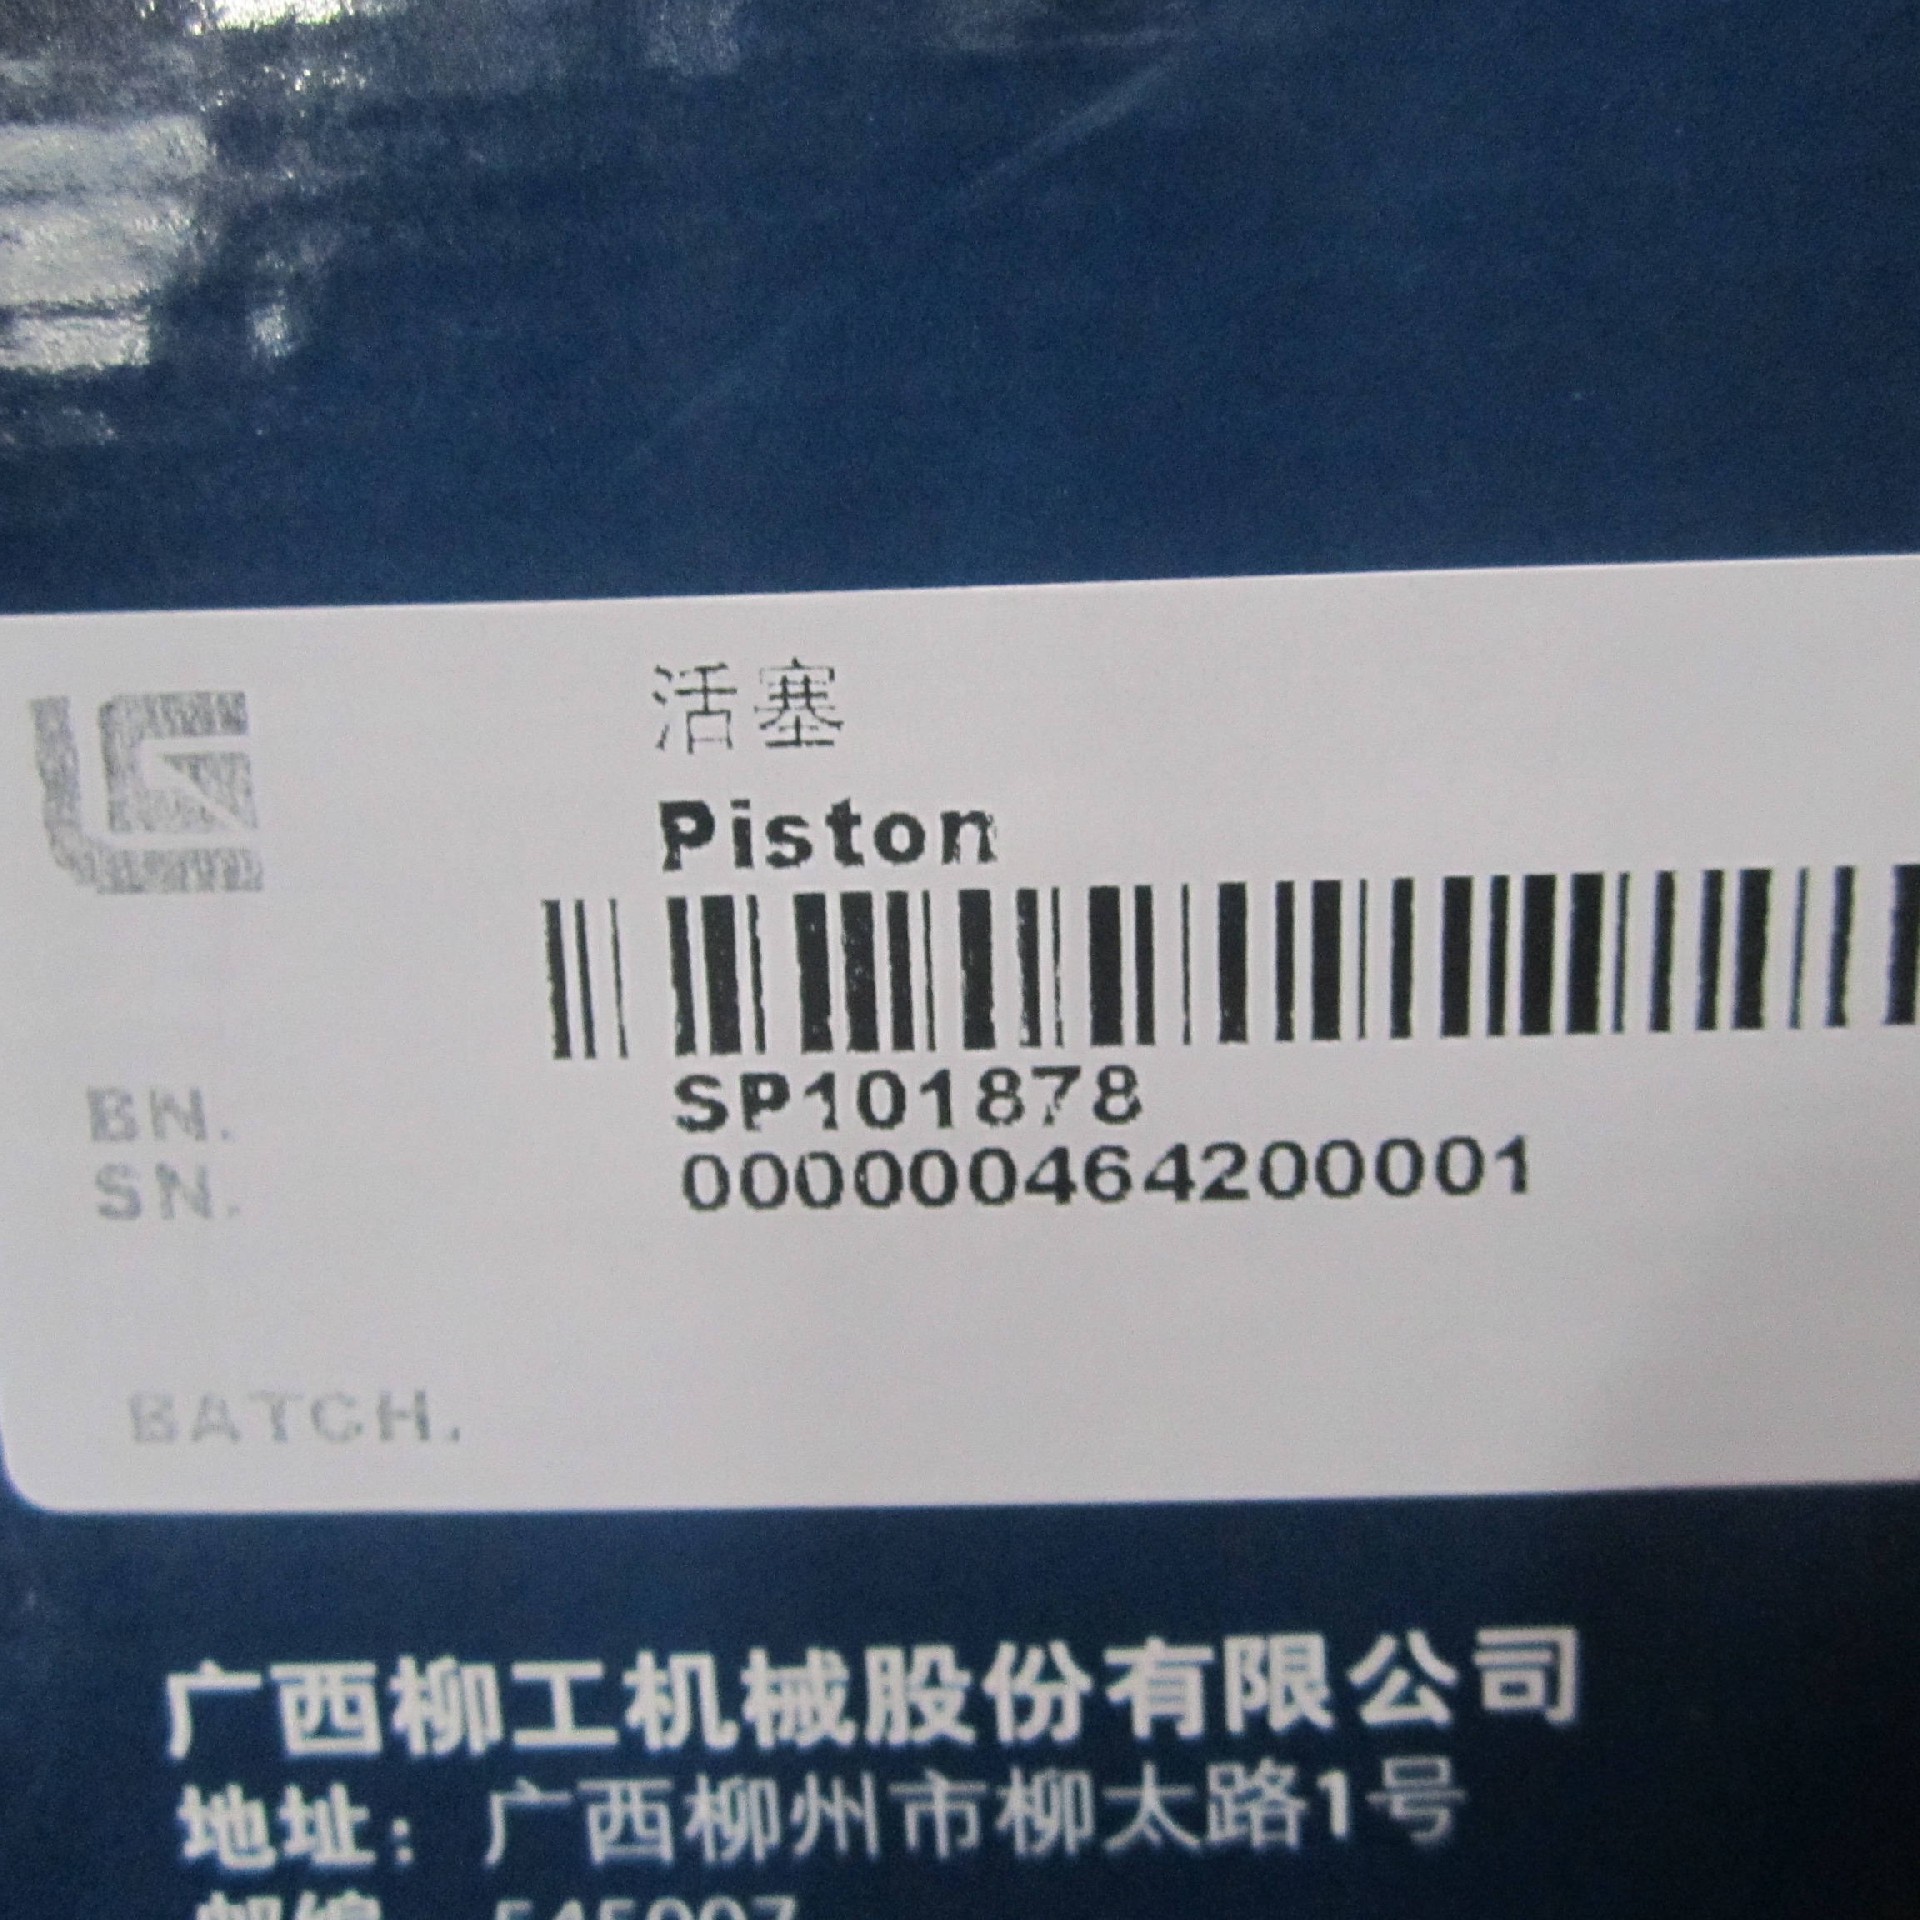 活塞
Piston
BN. SP101878
SN. 000000464200001
BATCH.
广西柳工机械股份有限公司
地址：广西柳州市柳太路1号